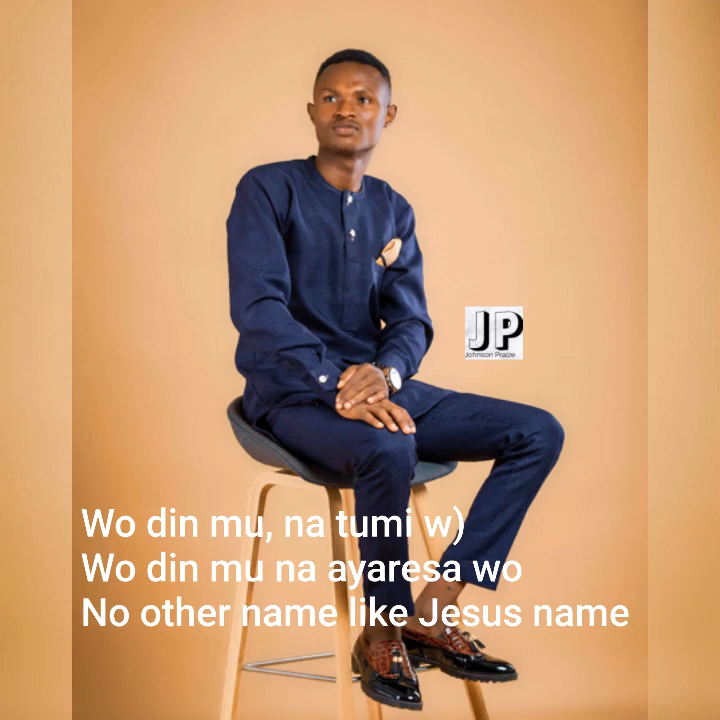 JP
Johnson Praize
Wo din mu, na tumi w)
Wo din mu na ayaresa wo
No other name like Jesus name